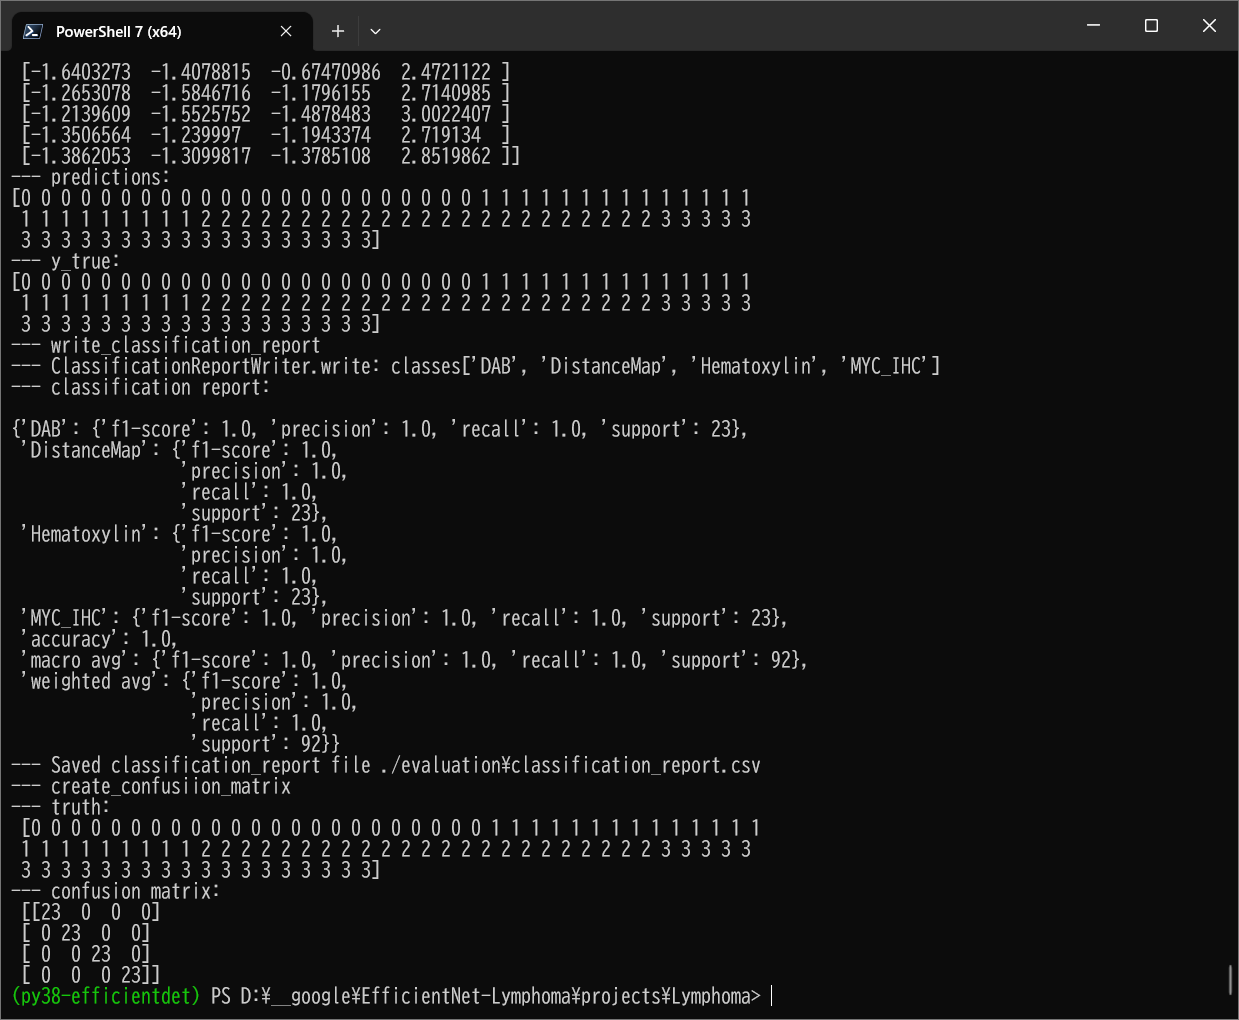 PowerShell 7 (x64)
[-1.6403273 -1.4078815 -0.67470986 2.4721122 ]
[-1.2653078 -1.5846716 -1.1796155 2.7140985 ]
[-1.2139609 -1.5525752 -1.4878483 3.0022407 ]
[-1.3506564 -1.239997 -1.1943374 2.719134 ]
[-1.3862053 -1.3099817 -1.3785108 2.8519862 ]]
--- predictions:
[0 0 0 0 0 0 0 0 0 0 0 0 0 0 0 0 0 0 0 0 0 0 0 1 1 1 1 1 1 1 1 1 1 1 1 1 1
1 1 1 1 1 1 1 1 1 2 2 2 2 2 2 2 2 2 2 2 2 2 2 2 2 2 2 2 2 2 2 2 3 3 3 3 3
3 3 3 3 3 3 3 3 3 3 3 3 3 3 3 3 3 3]
--- y_true:
[0 0 0 0 0 0 0 0 0 0 0 0 0 0 0 0 0 0 0 0 0 0 0 1 1 1 1 1 1 1 1 1 1 1 1 1 1
1 1 1 1 1 1 1 1 1 2 2 2 2 2 2 2 2 2 2 2 2 2 2 2 2 2 2 2 2 2 2 2 3 3 3 3 3
3 3 3 3 3 3 3 3 3 3 3 3 3 3 3 3 3 3]
--- write_classification_report
--- ClassificationReportWriter.write: classes['DAB', 'DistanceMap', 'Hematoxylin', 'MYC_IHC']
--- classification report:
{'DAB': {'f1-score': 1.0, 'precision': 1.0, 'recall': 1.0, 'support': 23},
'DistanceMap': {'f1-score': 1.0,
'precision': 1.0,
'recall': 1.0,
'support': 23},
'Hematoxylin': {'f1-score': 1.0,
'precision': 1.0,
'recall': 1.0,
'support': 23},
'MYC_IHC': {'f1-score': 1.0, 'precision': 1.0, 'recall': 1.0, 'support': 23},
'accuracy': 1.0,
'macro avg': {'f1-score': 1.0, 'precision': 1.0, 'recall': 1.0, 'support': 92},
'weighted avg': {'f1-score': 1.0,
'precision': 1.0,
'recall': 1.0,
'support': 92}}
--- Saved classification_report file ./evaluation¥classification_report.csv
--- create_confusiion_matrix
--- truth:
[0 0 0 0 0 0 0 0 0 0 0 0 0 0 0 0 0 0 0 0 0 0 0 1 1 1 1 1 1 1 1 1 1 1 1 1 1
1 1 1 1 1 1 1 1 1 2 2 2 2 2 2 2 2 2 2 2 2 2 2 2 2 2 2 2 2 2 2 2 3 3 3 3 3
3 3 3 3 3 3 3 3 3 3 3 3 3 3 3 3 3 3]
--- confusion matrix:
[[23 0 0 0]
[ 0 23 0 0]
[ 0 0 23 0]
[ 0 0 0 23]]
(py38-efficientdet) PS D:¥__google¥EfficientNet-Lymphoma¥projects¥Lymphoma>